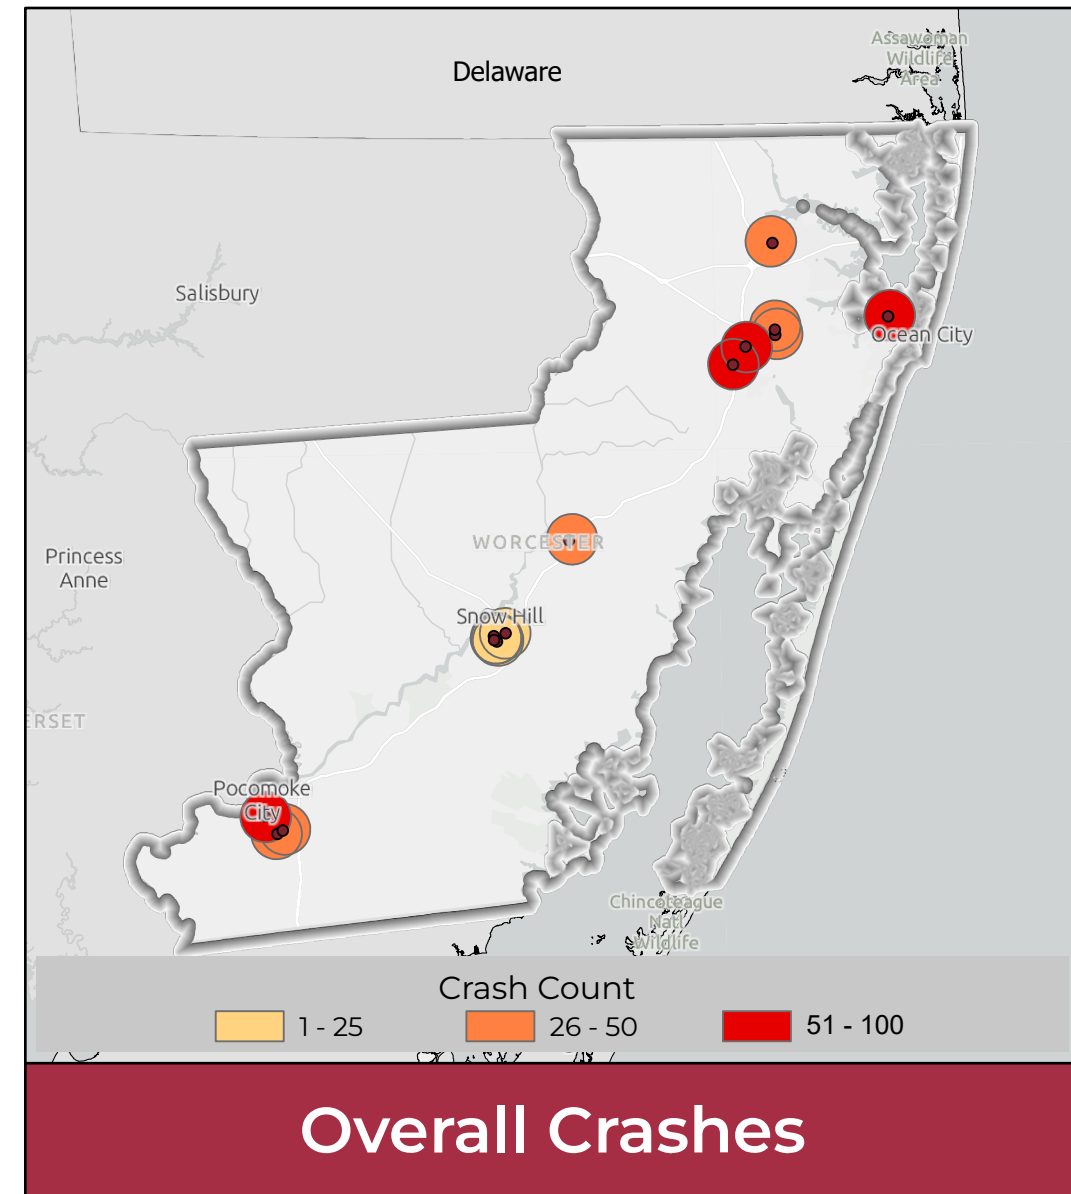 Assawoman
Wildlife
Area
Delaware
Salisbury
Ocean City
WORCESTER
Princess
Anne
Snow Hill
ERSET
Pocomoke
City
Chincoteague
Natl
Wildlife
Crash Count
1 - 25
26 - 50
51 - 100
Overall Crashes